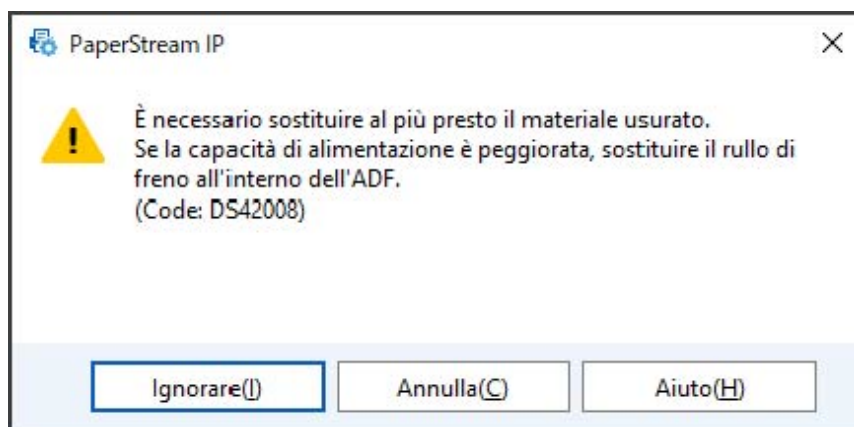 PaperStream IP
È necessario sostituire al più presto il materiale usurato.
Se la capacità di alimentazione è peggiorata, sostituire il rullo di
freno all'interno dell'ADF.
(Code: DS42008)
Ignorare(I)
Annulla(C)
Aiuto(H)